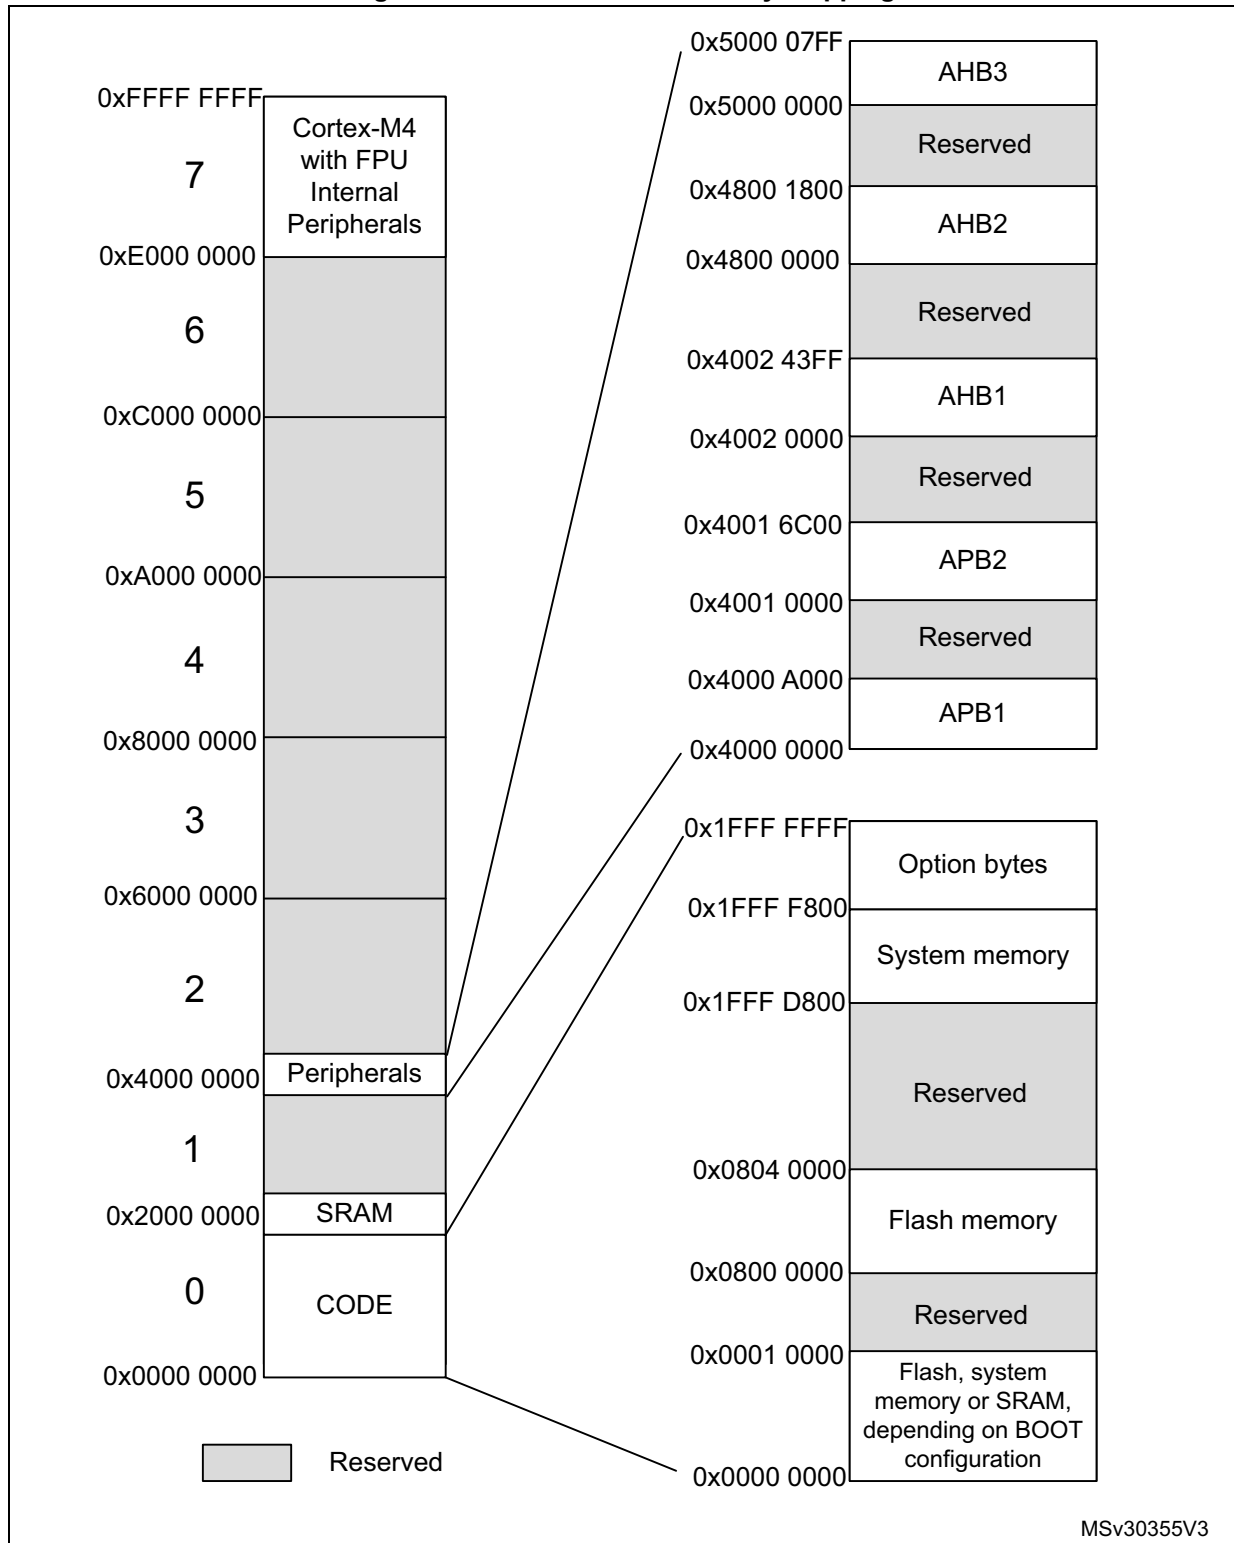 0xFFFF FFFF
Cortex-M4
with FPU
Internal
Peripherals
7
0xE000 0000
6
0xC000 0000
5
0xA000 0000
4
0x8000 0000
3
0x6000 0000
2
Peripherals
0x4000 0000
1
SRAM
0x2000 0000
0
CODE
0x0000 0000
Reserved
0x5000 07FF
AHB3
0x5000 0000
Reserved
0x4800 1800
AHB2
0x4800 0000
Reserved
0x4002 43FF
AHB1
0x4002 0000
Reserved
0x4001 6C00
APB2
0x4001 0000
Reserved
0x4000 A000
APB1
0x4000 0000
0x1FFF FFFF
Option bytes
0x1FFF F800
System memory
0x1FFF D800
Reserved
0x0804 0000
Flash memory
0x0800 0000
Reserved
0x0001 0000
Flash, system
memory or SRAM,
depending on BOOT
configuration
0x0000 0000
MSv30355V3